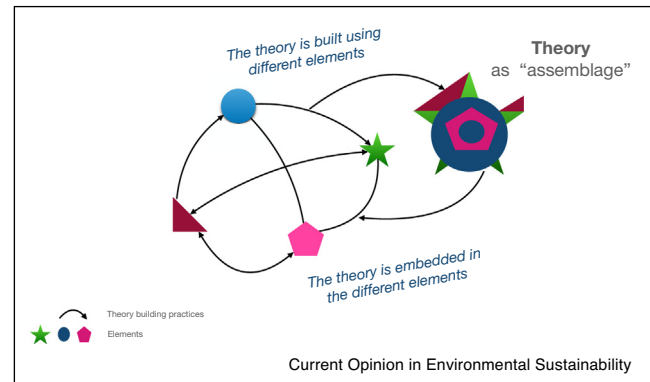 The theory is built using
different elements
Theory
as “assemblage”
The theory is embedded in
the different elements
Theory building practices
Elements
Current Opinion in Environmental Sustainability